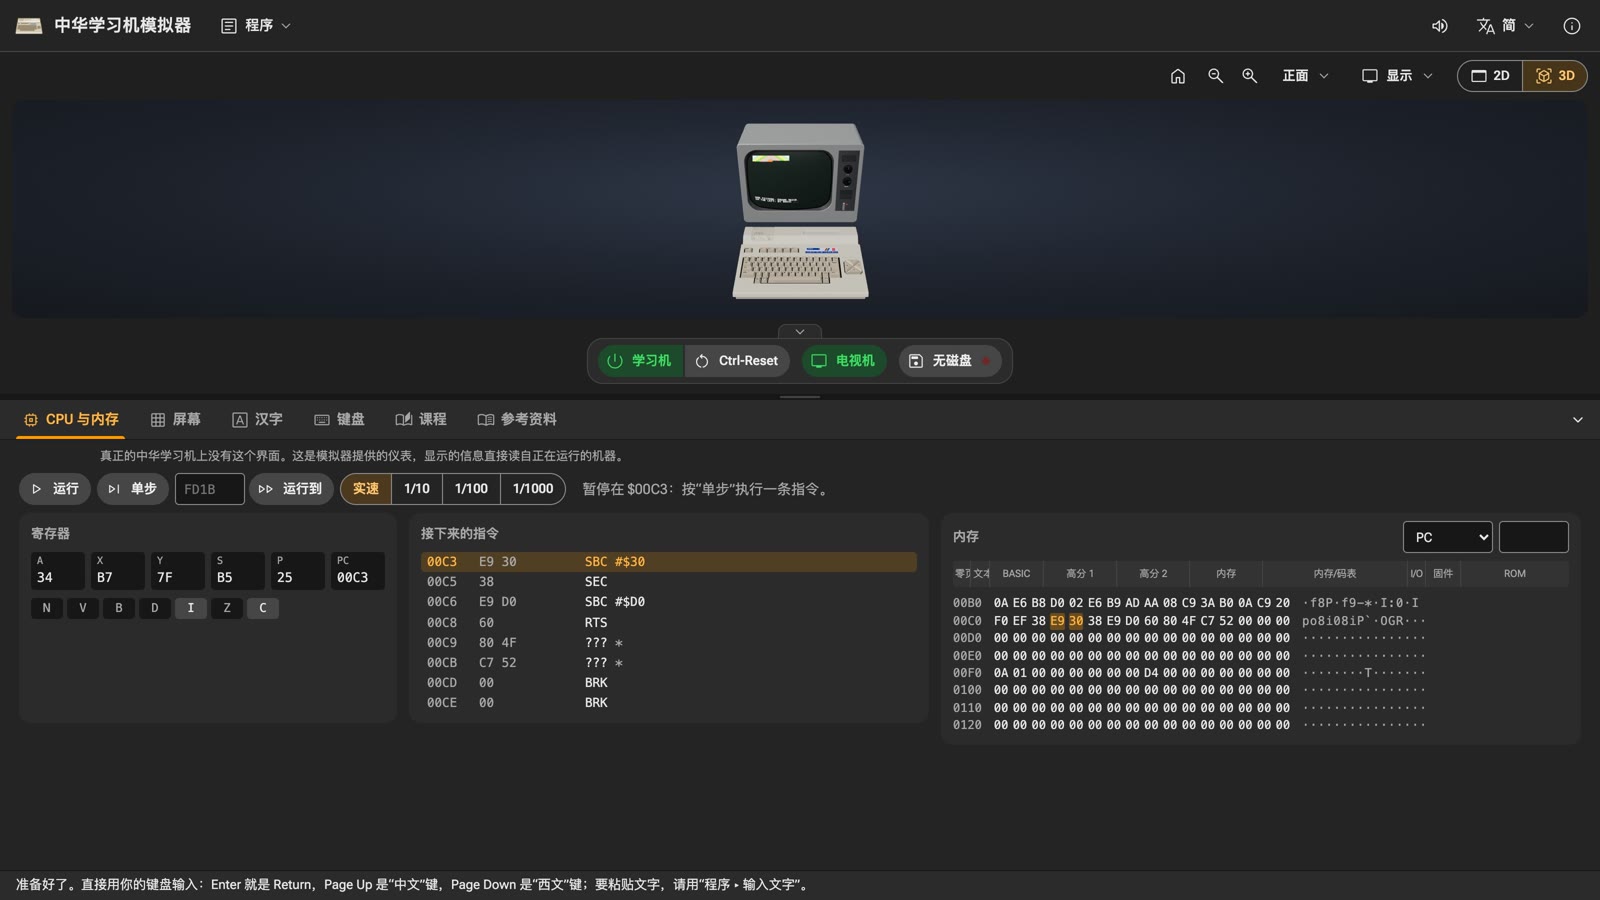 中华学习机模拟器
程序
简
正面
显示
2D
3D
学习机
Ctrl-Reset
电视机
无磁盘
CPU 与内存
屏幕
汉字
键盘
课程
参考资料
真正的中华学习机上没有这个界面。这是模拟器提供的仪表，显示的信息直接读自正在运行的机器。
运行
单步
FD1B
运行到
实速
1/10
1/100
1/1000
暂停在 $00C3：按“单步”执行一条指令。
寄存器
A X Y S P PC
34 B7 7F B5 25 00C3
N V B D I Z C
接下来的指令
00C3 E9 30 SBC #$30
00C5 38 SEC
00C6 E9 D0 SBC #$D0
00C8 60 RTS
00C9 80 4F ??? *
00CB C7 52 ??? *
00CD 00 BRK
00CE 00 BRK
内存
PC
零页 文本 BASIC 高分 1 高分 2 内存 内存/码表 I/O 固件 ROM
00B0 0A E6 B8 D0 02 E6 B9 AD AA 08 C9 3A B0 0A C9 20 ·f8P·f9-*·I:0·I
00C0 F0 EF 38 E9 30 38 E9 D0 60 80 4F C7 52 00 00 00 po8i08iP`·OGR···
00D0 00 00 00 00 00 00 00 00 00 00 00 00 00 00 00 00 ················
00E0 00 00 00 00 00 00 00 00 00 00 00 00 00 00 00 00 ················
00F0 0A 01 00 00 00 00 00 00 D4 00 00 00 00 00 00 00 ········T·······
0100 00 00 00 00 00 00 00 00 00 00 00 00 00 00 00 00 ················
0110 00 00 00 00 00 00 00 00 00 00 00 00 00 00 00 00 ················
0120 00 00 00 00 00 00 00 00 00 00 00 00 00 00 00 00 ················
准备好了。直接用你的键盘输入：Enter 就是 Return，Page Up 是“中文”键，Page Down 是“西文”键；要粘贴文字，请用“程序 ▸ 输入文字”。